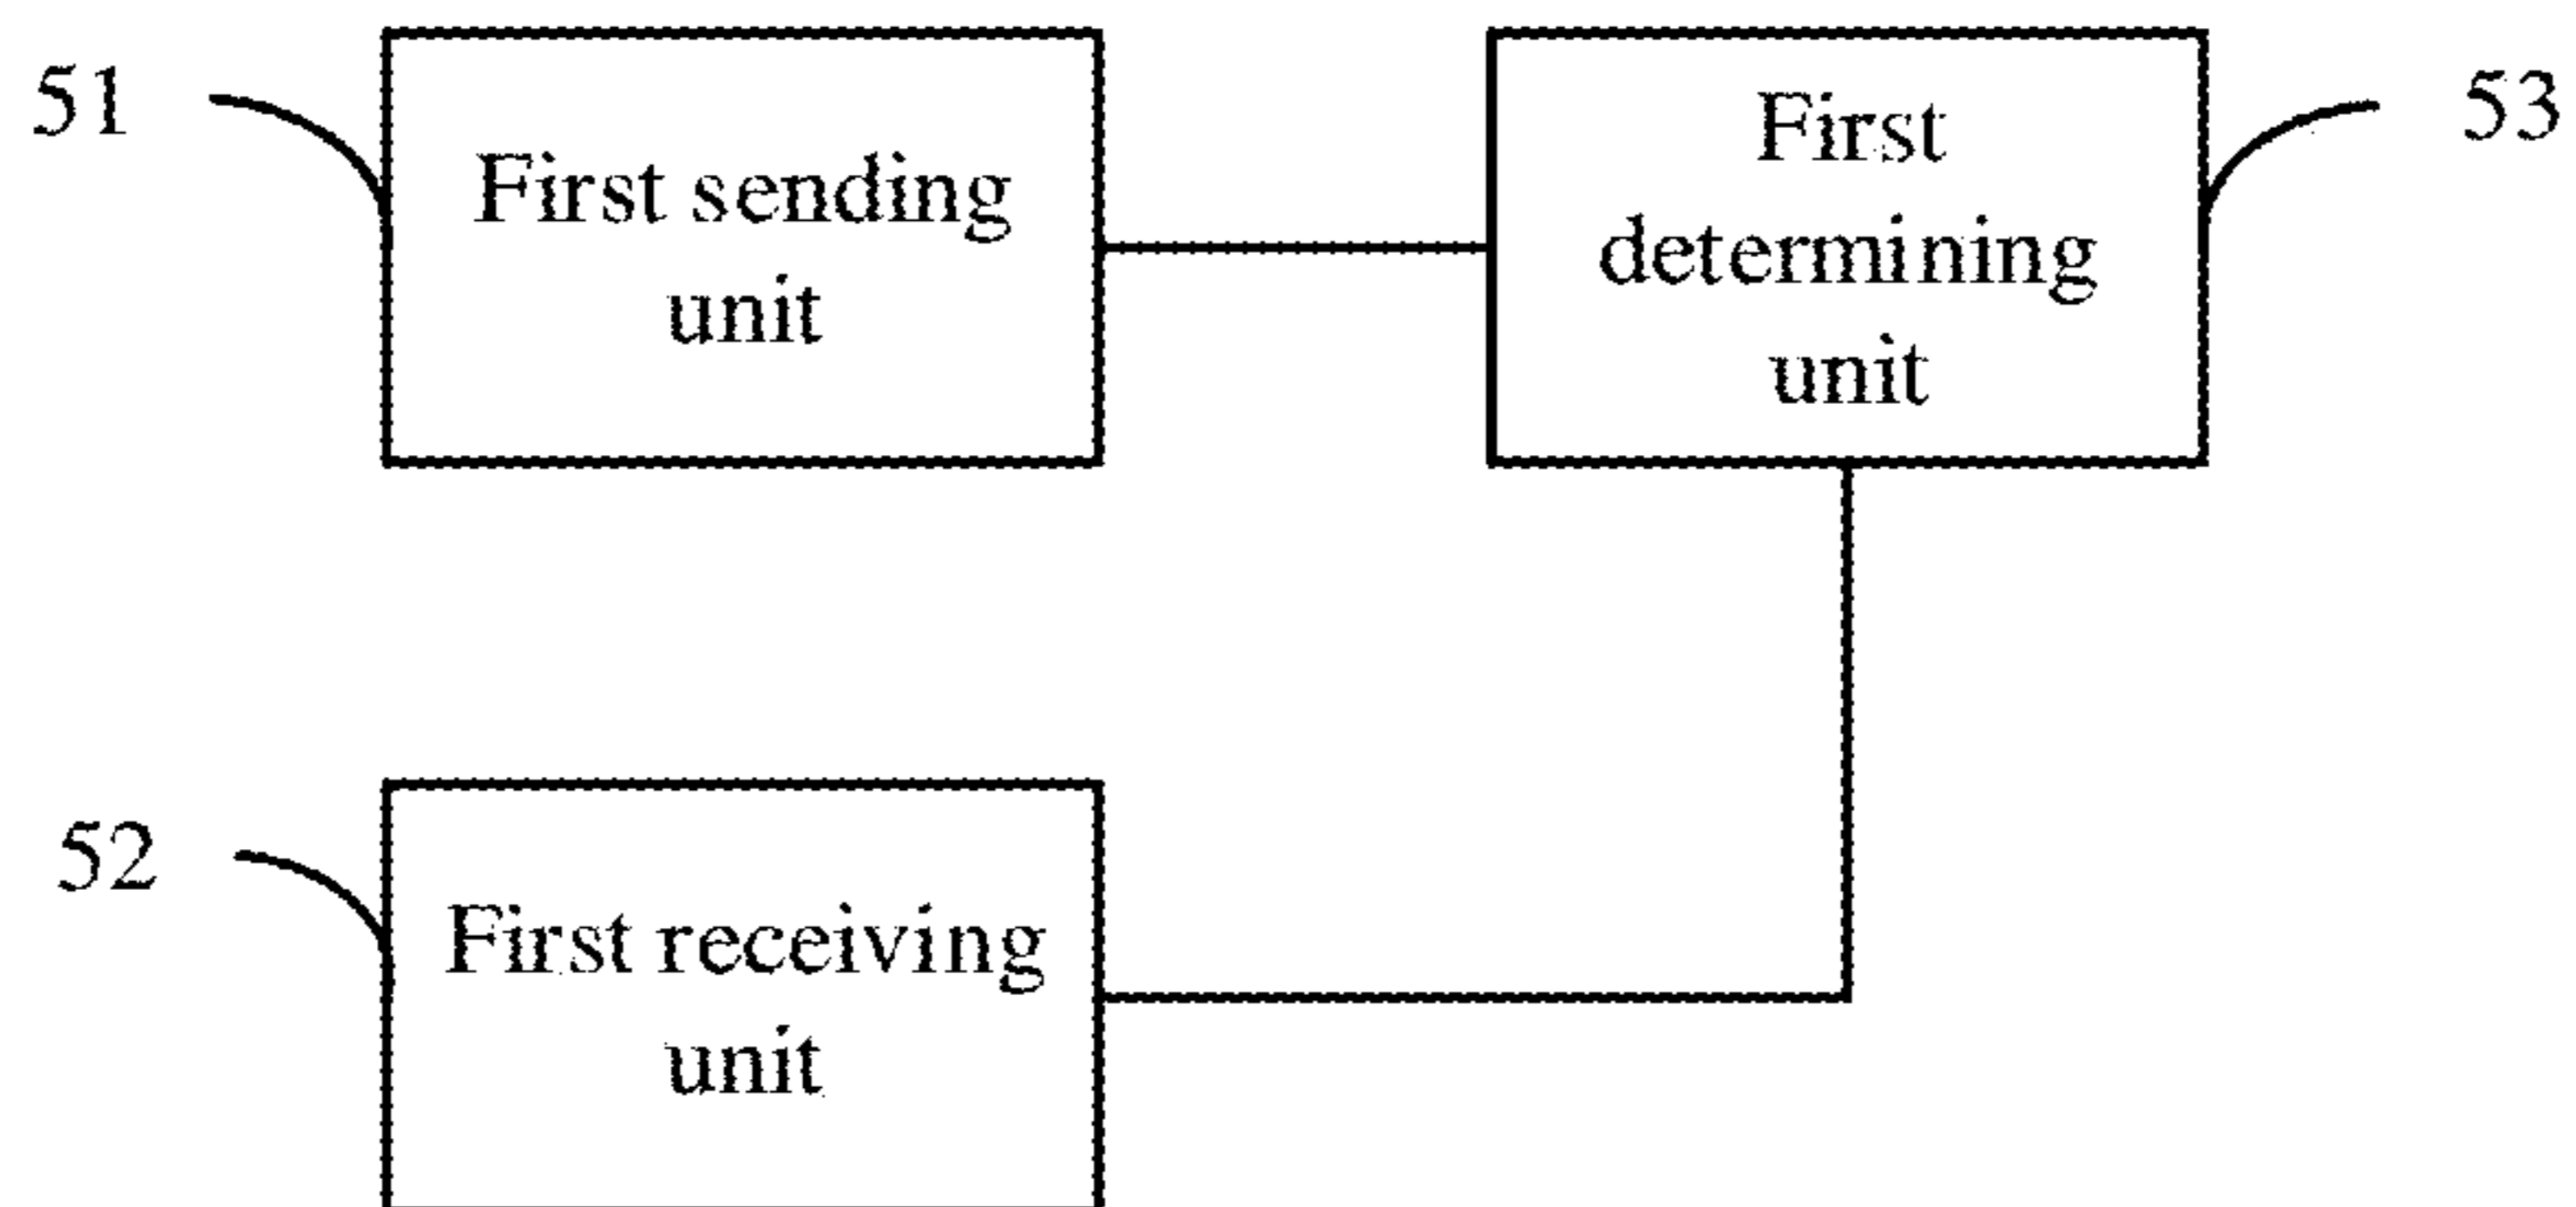 51
First sending
unit
First
determining
unit
53
52
First receiving
unit